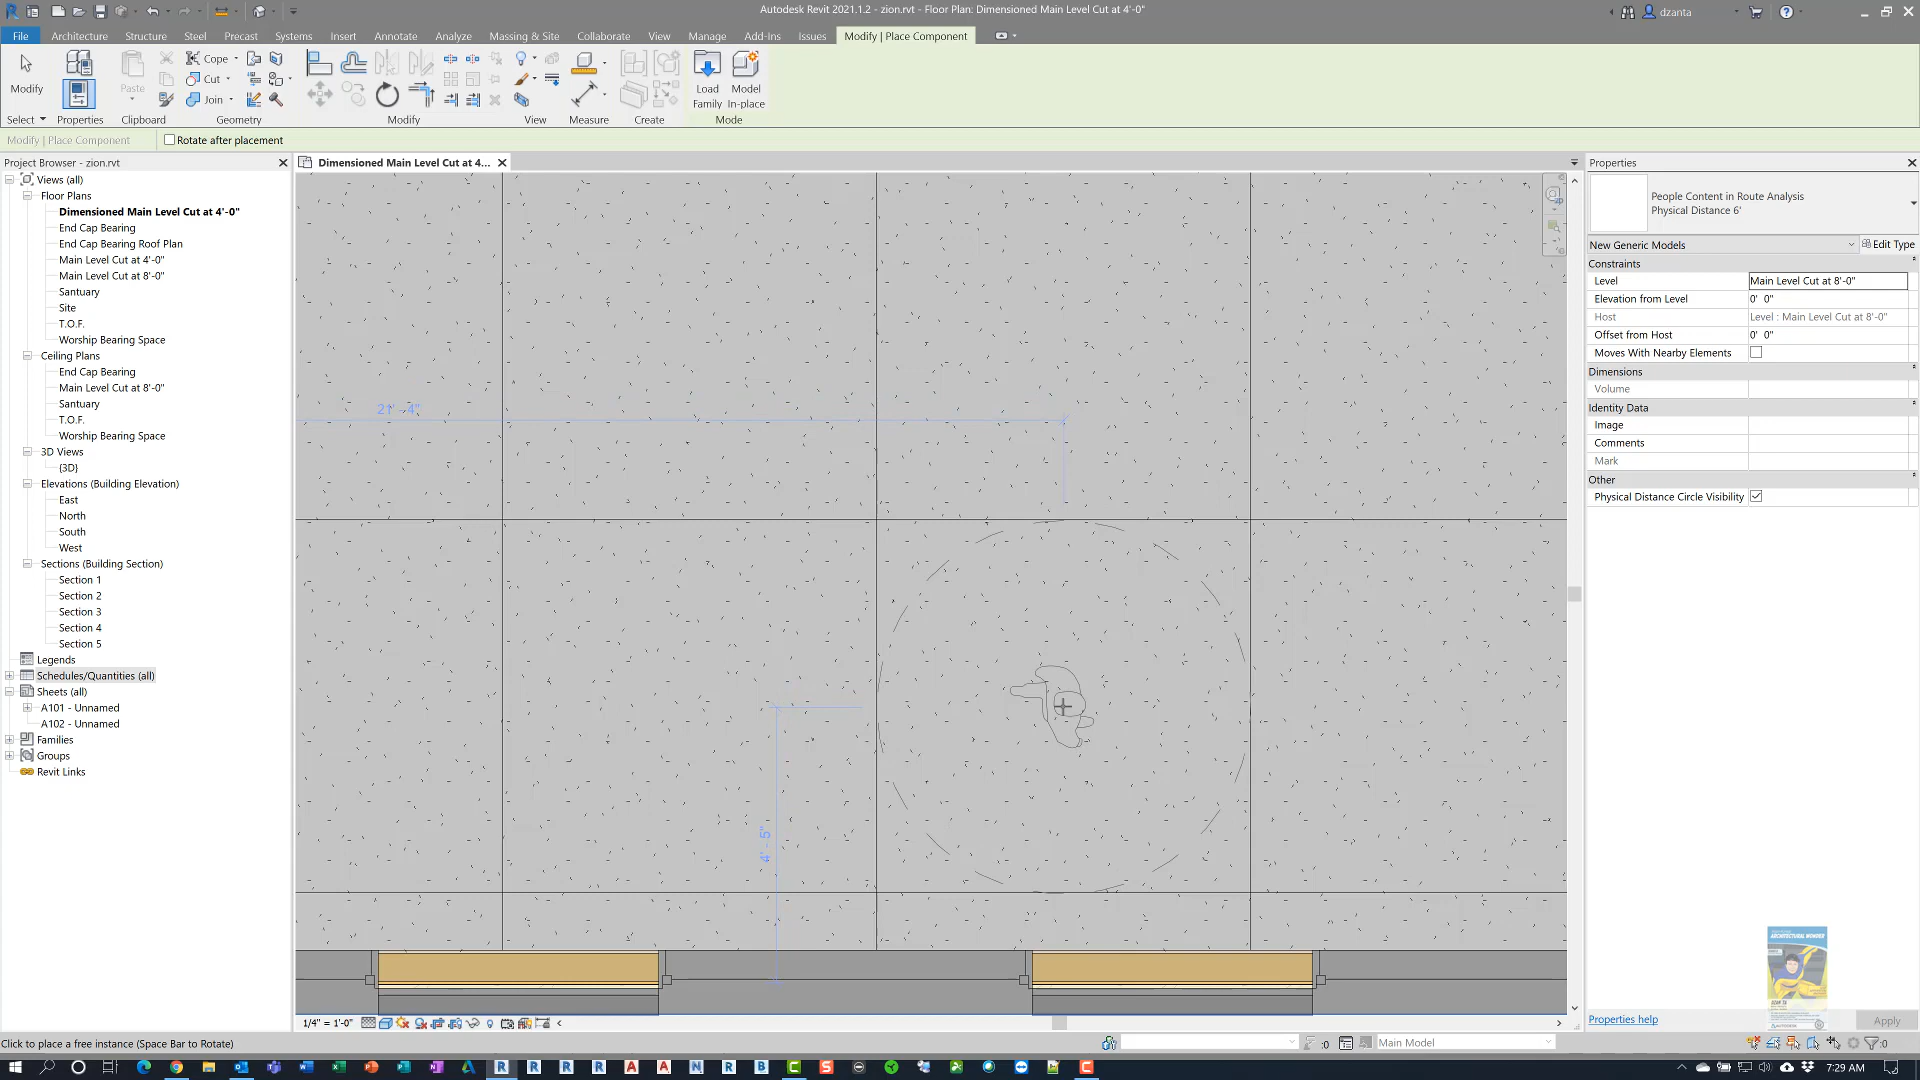 Autodesk Revit 2021.1.2 - zion.rvt - Floor Plan: Dimensioned Main Level Cut at 4'-0"
dzanta
File Architecture Structure Steel Precast Systems Insert Annotate Analyze Massing & Site Collaborate View Manage Add-Ins Issues Modify | Place Component
Modify
Paste
Cope
Cut
Join
Load Family
Model In-place
Select Properties Clipboard Geometry Modify View Measure Create Mode
Modify | Place Component
Rotate after placement
Project Browser - zion.rvt
Views (all)
Floor Plans
Dimensioned Main Level Cut at 4'-0"
End Cap Bearing
End Cap Bearing Roof Plan
Main Level Cut at 4'-0"
Main Level Cut at 8'-0"
Santuary
Site
T.O.F.
Worship Bearing Space
Ceiling Plans
End Cap Bearing
Main Level Cut at 8'-0"
Santuary
T.O.F.
Worship Bearing Space
3D Views
{3D}
Elevations (Building Elevation)
East
North
South
West
Sections (Building Section)
Section 1
Section 2
Section 3
Section 4
Section 5
Legends
Schedules/Quantities (all)
Sheets (all)
A101 - Unnamed
A102 - Unnamed
Families
Groups
Revit Links
Dimensioned Main Level Cut at 4...
21' - 4"
4' - 5"
Properties
People Content in Route Analysis
Physical Distance 6'
New Generic Models
Edit Type
Constraints
Level Main Level Cut at 8'-0"
Elevation from Level 0' 0"
Host Level : Main Level Cut at 8'-0"
Offset from Host 0' 0"
Moves With Nearby Elements
Dimensions
Volume
Identity Data
Image
Comments
Mark
Other
Physical Distance Circle Visibility
ARCHITECTURAL WONDER
AUTODESK
Properties help
Apply
1/4" = 1'-0"
Click to place a free instance (Space Bar to Rotate)
:0
Main Model
:0
7:29 AM